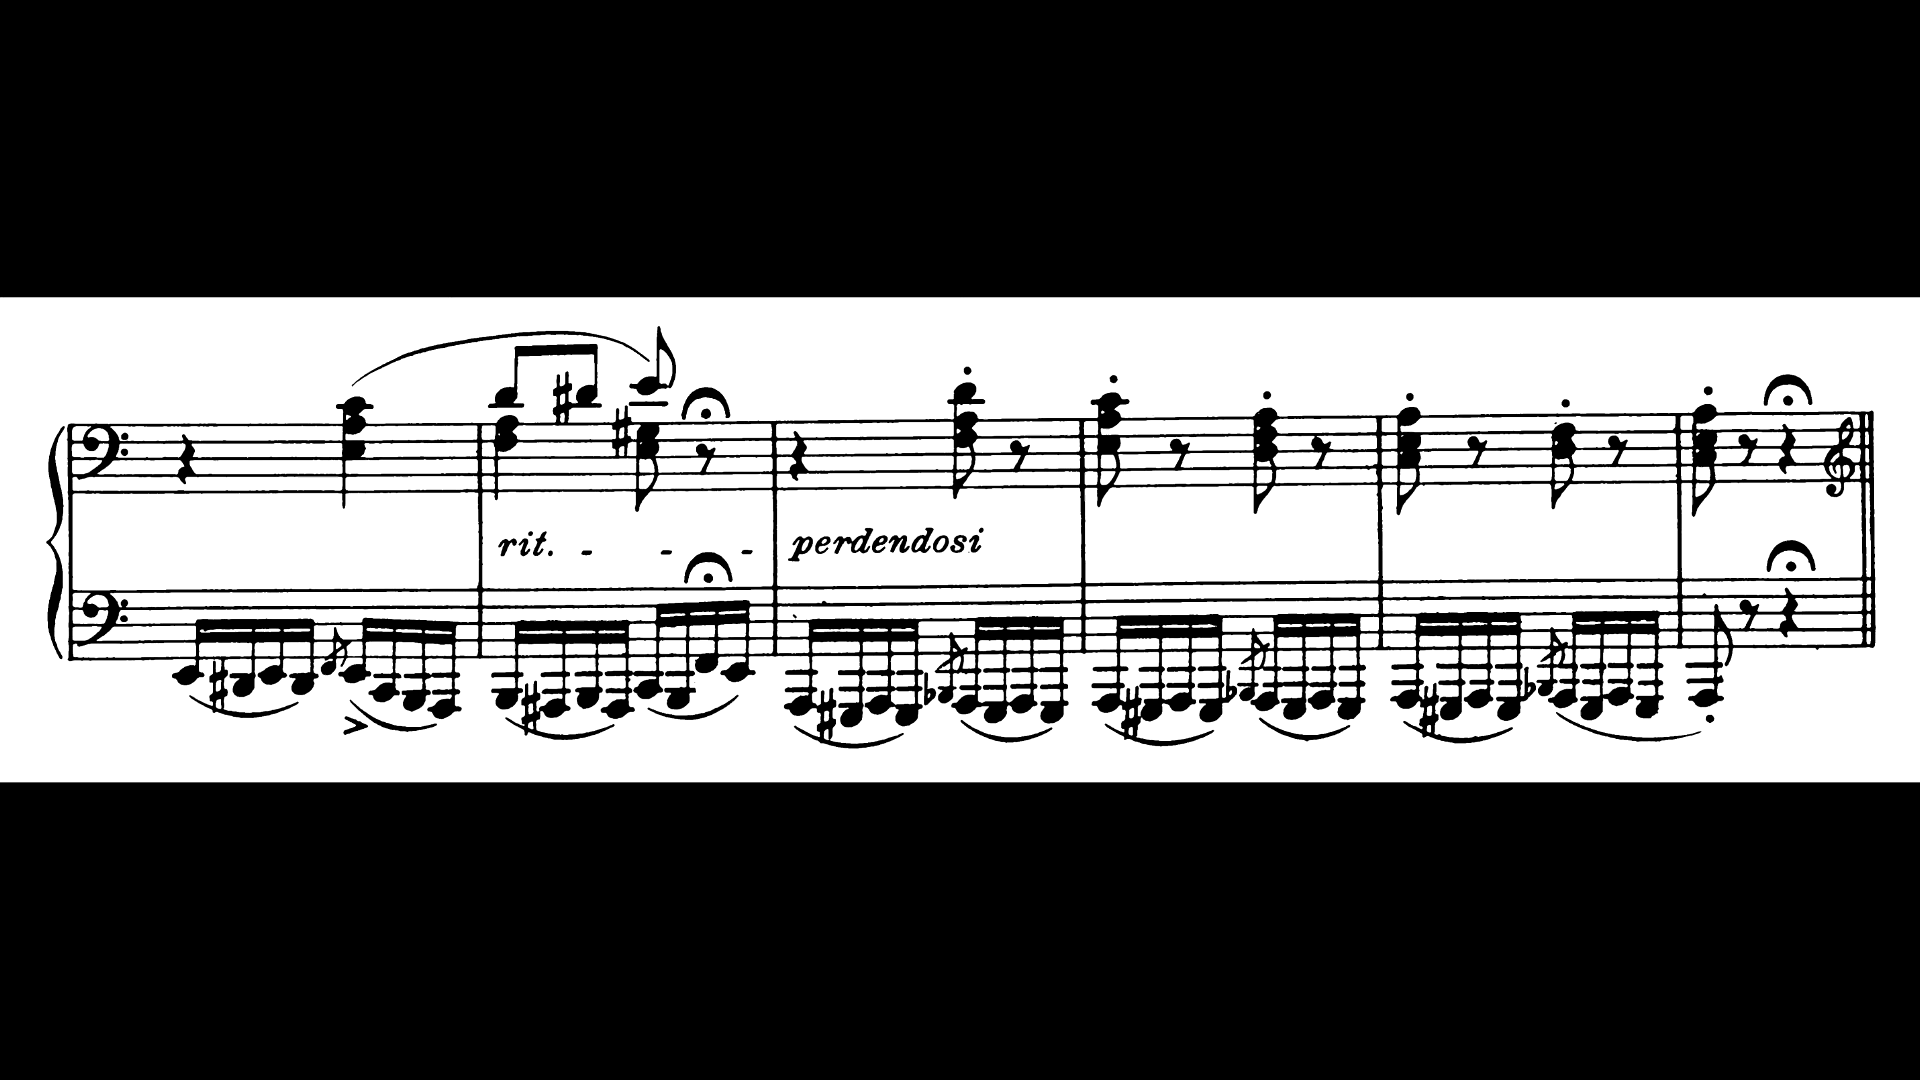 rit. - - - perdendosi